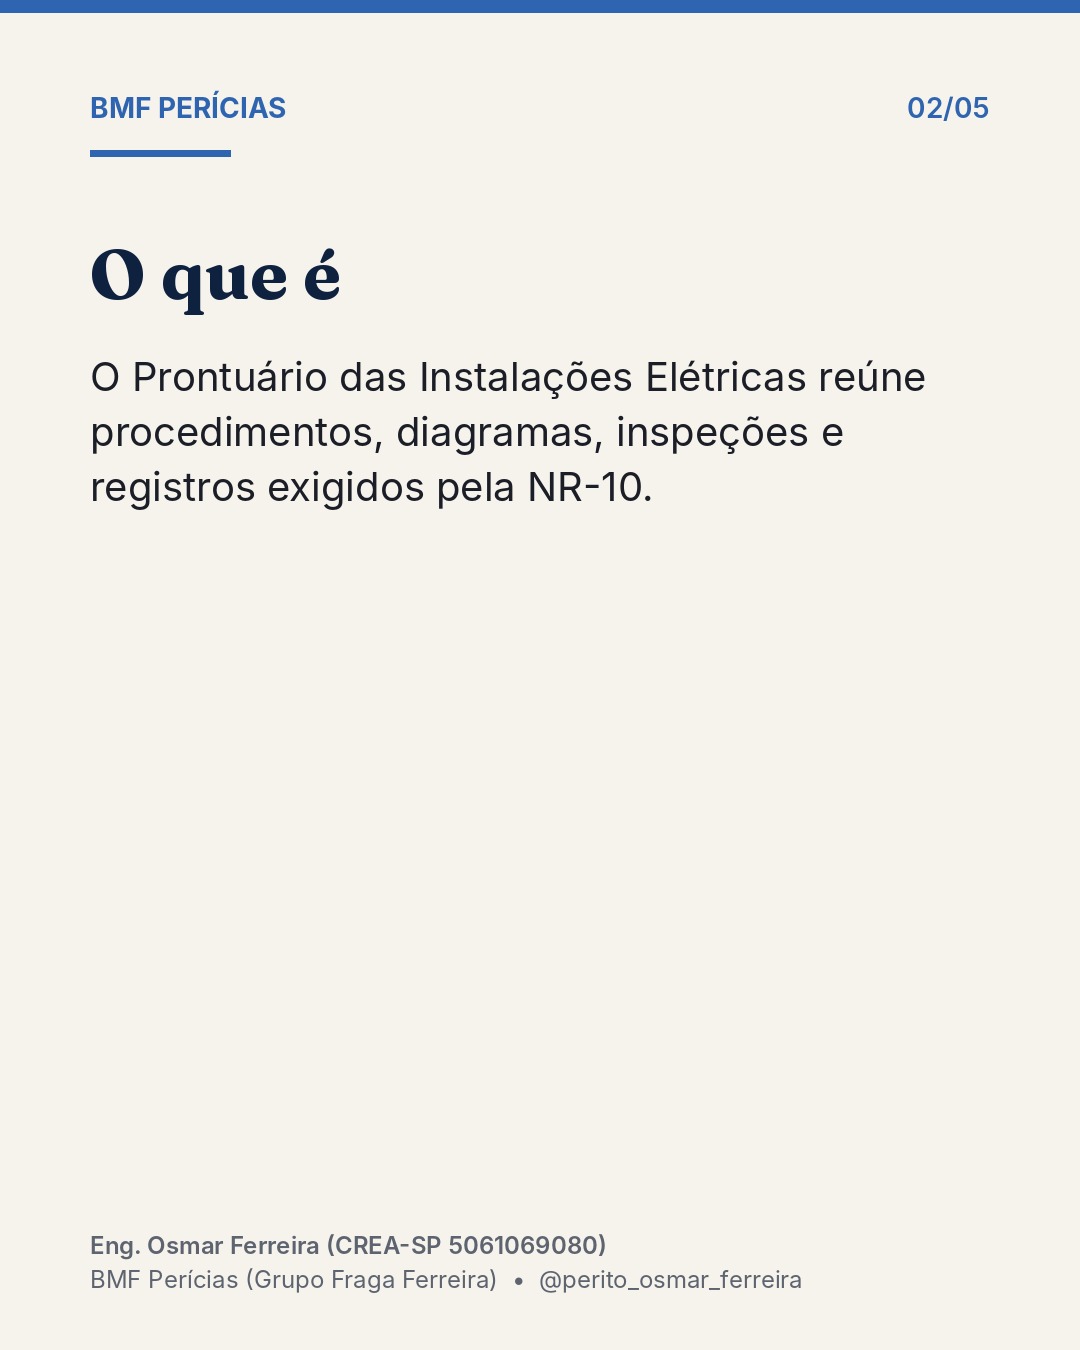 BMF PERÍCIAS
02/05
O que é
O Prontuário das Instalações Elétricas reúne
procedimentos, diagramas, inspeções e
registros exigidos pela NR-10.
Eng. Osmar Ferreira (CREA-SP 5061069080)
BMF Perícias (Grupo Fraga Ferreira) • @perito_osmar_ferreira